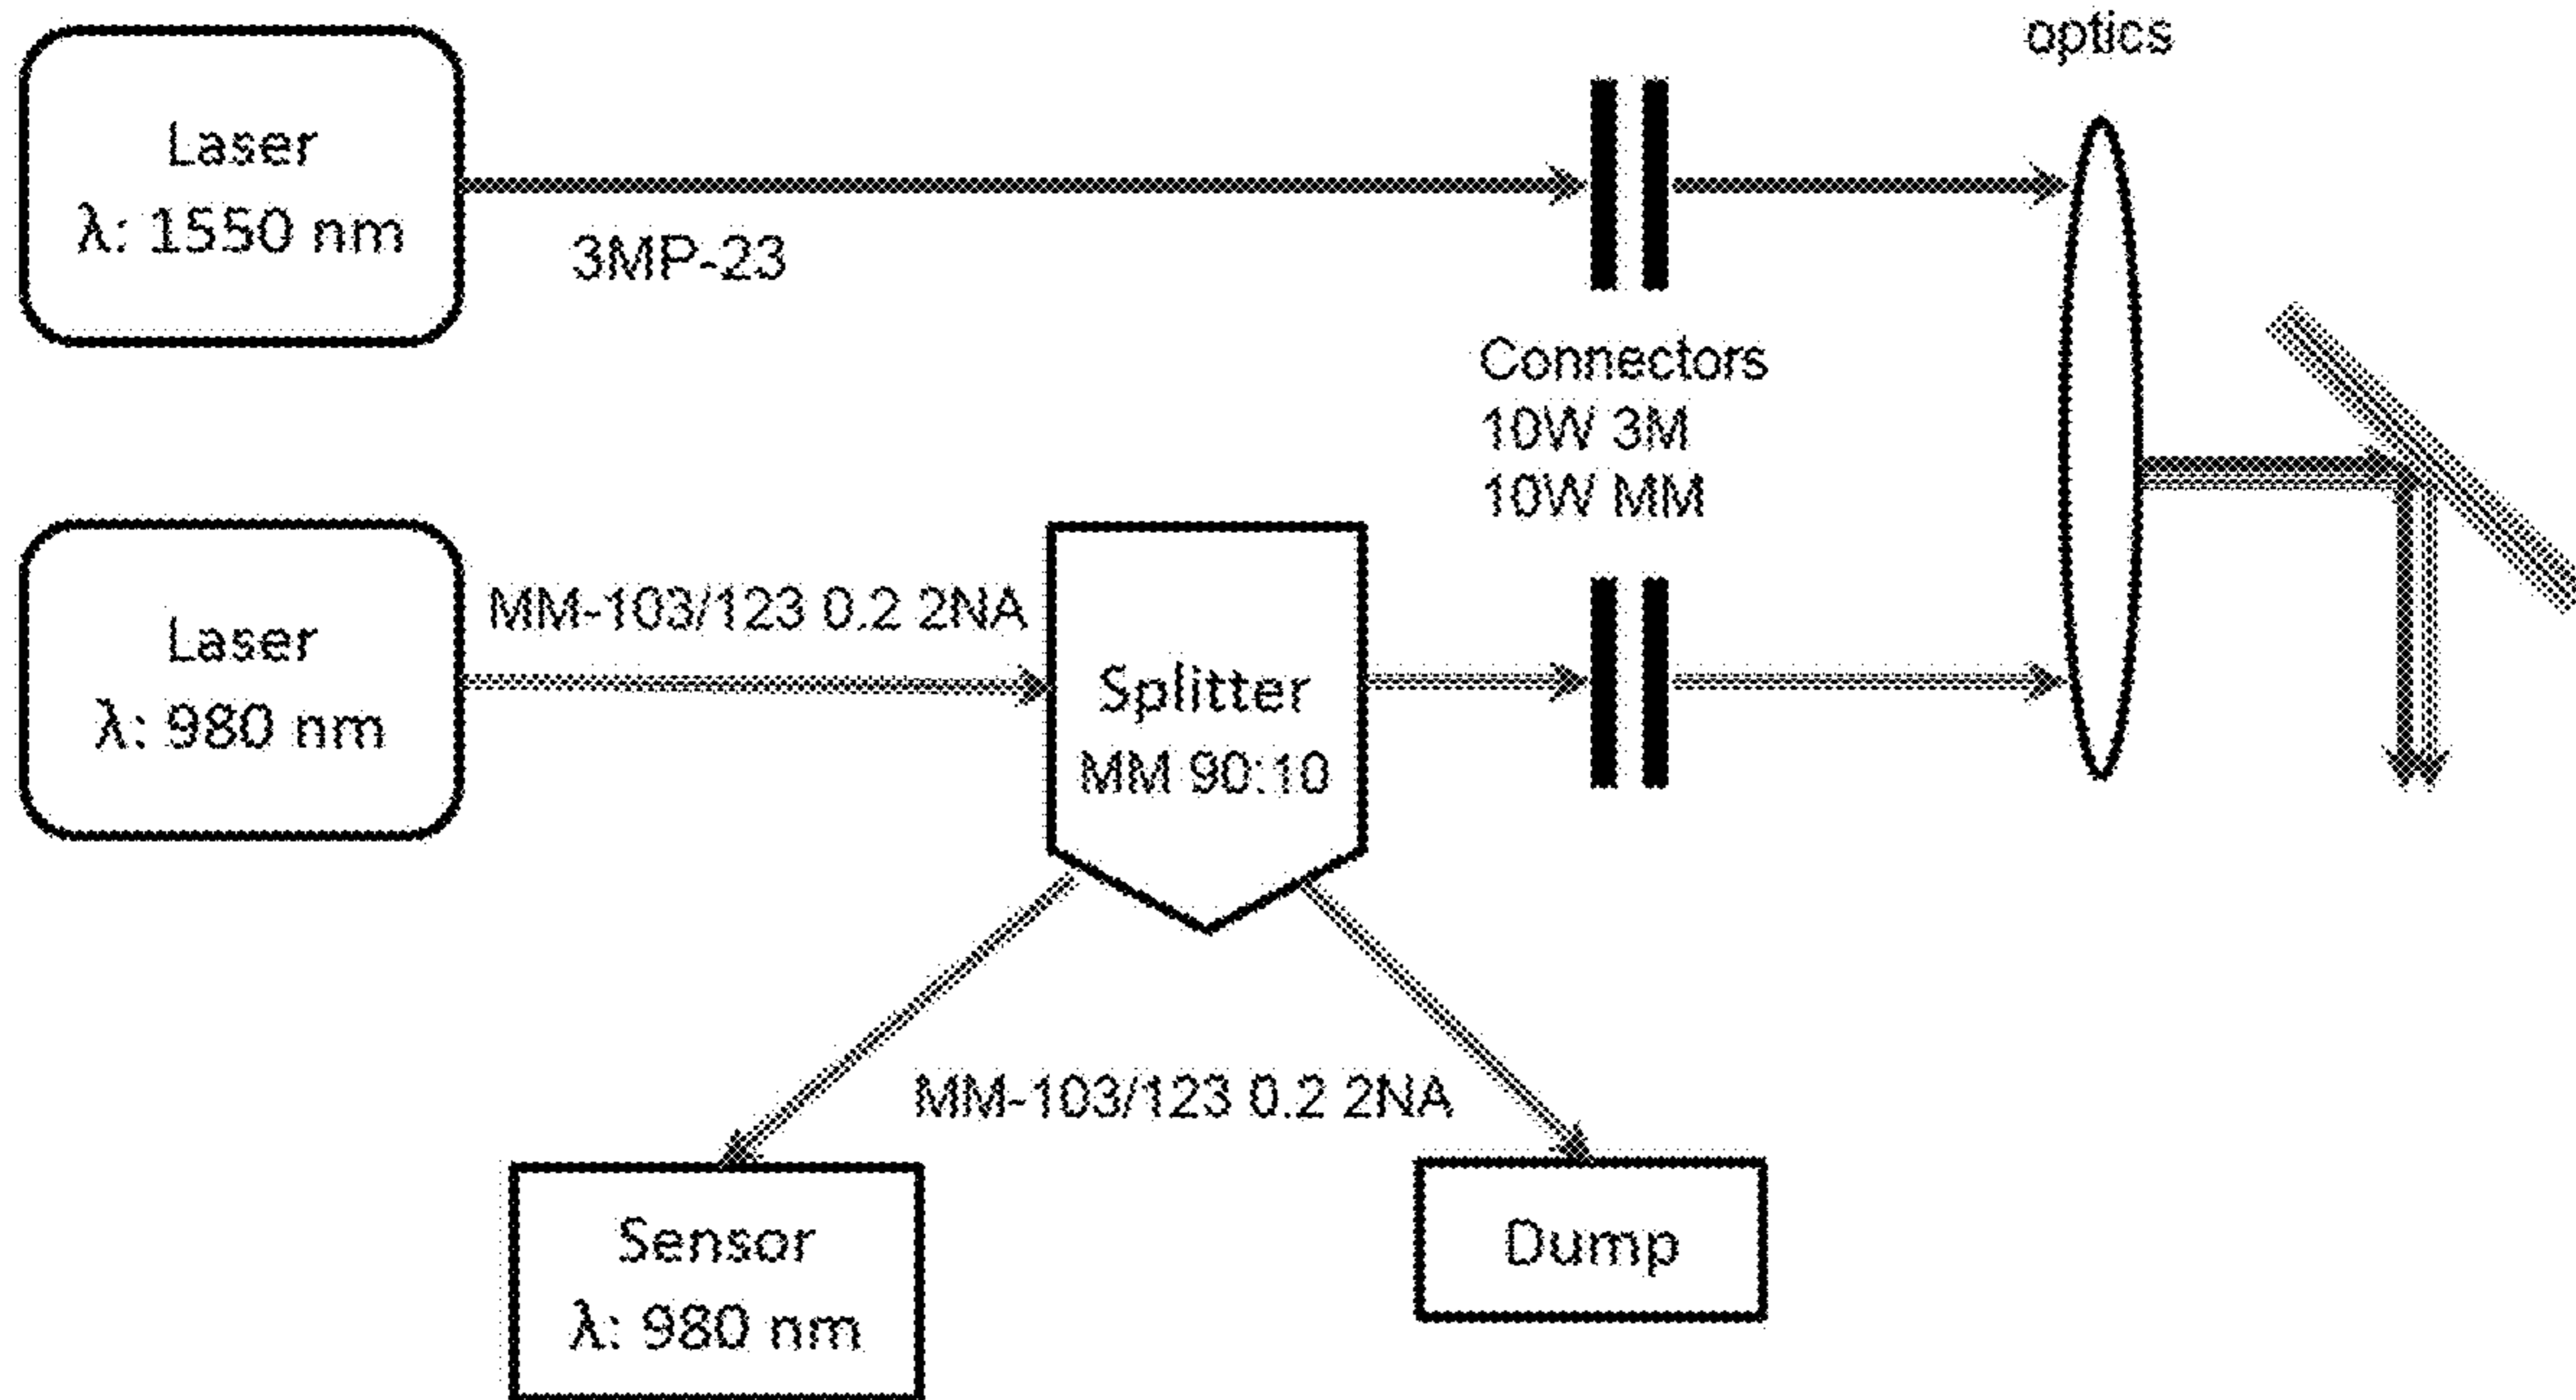 optics
Laser
λ: 1550 nm
3MP-23
Connectors
10W 3M
10W MM
Laser
λ: 980 nm
MM-103/123 0.2 2NA
Splitter
MM 90:10
MM-103/123 0.2 2NA
Sensor
λ: 980 nm
Dump